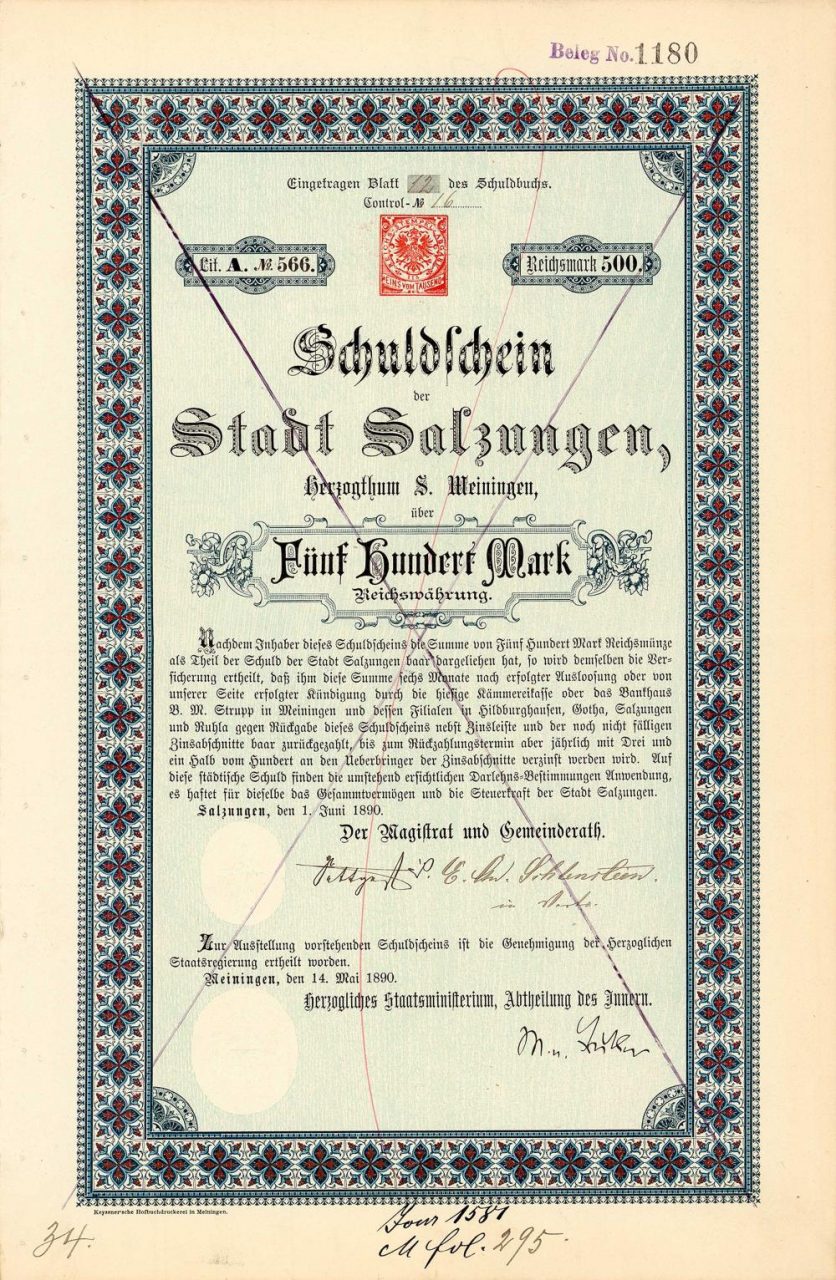 Beleg No. 1180
Eingetragen Blatt 12 des Schuldbuchs.
Control-№ 16
Lit. A. № 566.
EINS VOM TAUSEND
Reichsmark 500.
Schuldschein
der
Stadt Salzungen,
Herzogthum S. Meiningen,
über
Fünf Hundert Mark
Reichswährung.
Nachdem Inhaber dieses Schuldscheins die Summe von Fünf Hundert Mark Reichsmünze
als Theil der Schuld der Stadt Salzungen baar dargeliehen hat, so wird demselben die Ver-
sicherung ertheilt, daß ihm diese Summe sechs Monate nach erfolgter Ausloosung oder von
unserer Seite erfolgter Kündigung durch die hiesige Kämmereikasse oder das Bankhaus
B. M. Strupp in Meiningen und dessen Filialen in Hildburghausen, Gotha, Salzungen
und Ruhla gegen Rückgabe dieses Schuldscheins nebst Zinsleiste und der noch nicht fälligen
Zinsabschnitte baar zurückgezahlt, bis zum Rückzahlungstermin aber jährlich mit Drei und
ein Halb vom Hundert an den Ueberbringer der Zinsabschnitte verzinst werden wird. Auf
diese städtische Schuld finden die umstehend ersichtlichen Darlehns-Bestimmungen Anwendung,
es haftet für dieselbe das Gesammtvermögen und die Steuerkraft der Stadt Salzungen.
Salzungen, den 1. Juni 1890.
Der Magistrat und Gemeinderath.
Zur Ausstellung vorstehenden Schuldscheins ist die Genehmigung der Herzoglichen
Staatsregierung ertheilt worden.
Meiningen, den 14. Mai 1890.
Herzogliches Staatsministerium, Abtheilung des Innern.
Keyssner'sche Hofbuchdruckerei in Meiningen.
34.
Jour 1581
M fol. 295.